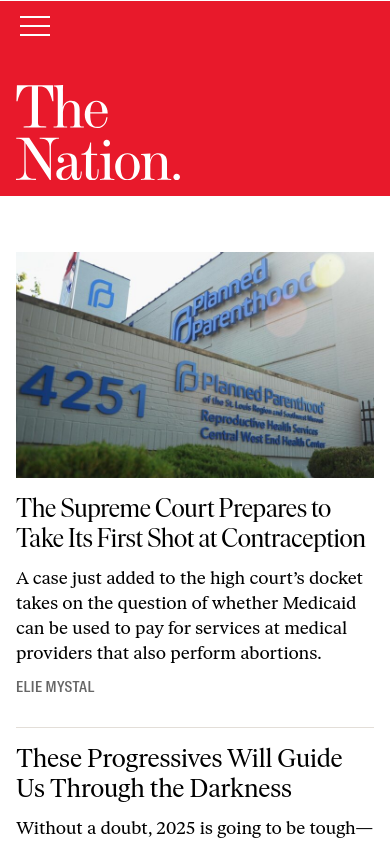 The
Nation.
Planned
Parenthood
4251
Planned Parenthood
of the St. Louis Region and Southwest Missouri
Reproductive Health Services
Central West End Health Center
The Supreme Court Prepares to
Take Its First Shot at Contraception
A case just added to the high court’s docket
takes on the question of whether Medicaid
can be used to pay for services at medical
providers that also perform abortions.
ELIE MYSTAL
These Progressives Will Guide
Us Through the Darkness
Without a doubt, 2025 is going to be tough—